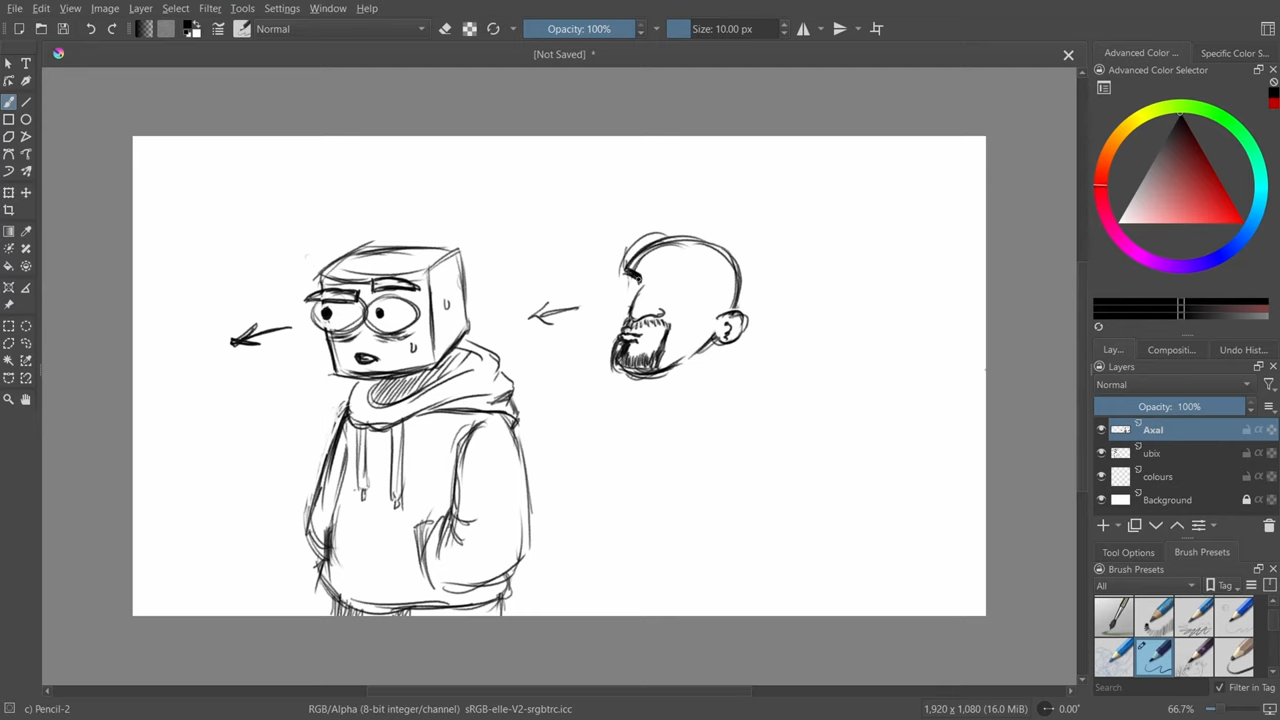 File Edit View Image Layer Select Filter Tools Settings Window Help
Normal Opacity: 100% Size: 10.00 px
[Not Saved] *
Advanced Color ... Specific Color S...
Advanced Color Selector
Lay... Compositi... Undo His...
Layers
Normal
Opacity: 100%
Axal
ubix
colours
Background
Tool Options Brush Presets
Brush Presets
All Tag
Search Filter in Tag
c) Pencil-2 RGB/Alpha (8-bit integer/channel) sRGB-elle-V2-srgbtrc.icc 1,920 x 1,080 (16.0 MiB) 0.00° 66.7%